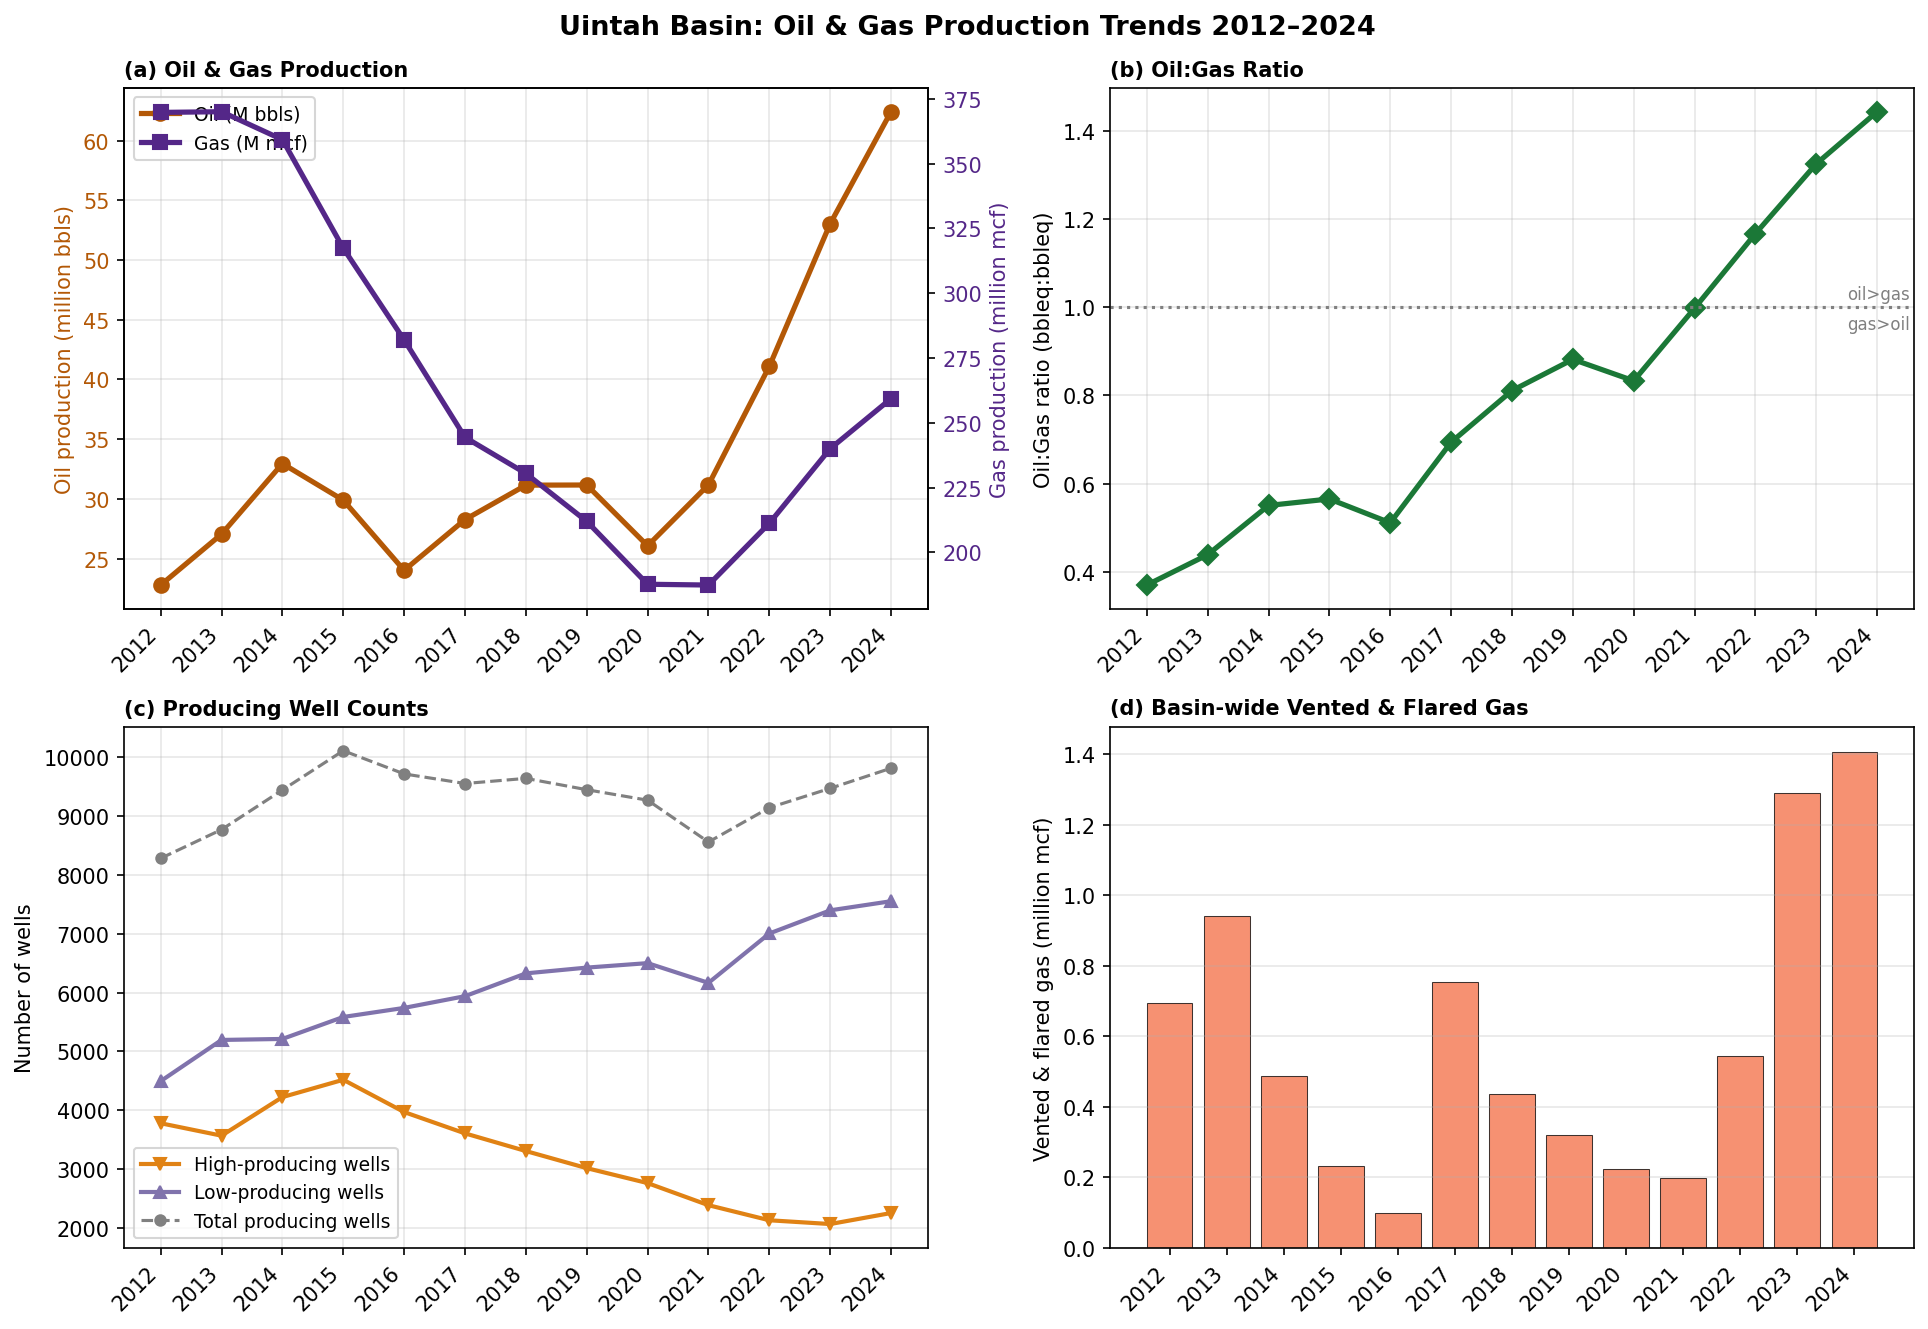 Uintah Basin: Oil & Gas Production Trends 2012–2024
(a) Oil & Gas Production
Oil (M bbls)
Gas (M mcf)
Oil production (million bbls)
60
55
50
45
40
35
30
25
Gas production (million mcf)
375
350
325
300
275
250
225
200
2012 2013 2014 2015 2016 2017 2018 2019 2020 2021 2022 2023 2024
(b) Oil:Gas Ratio
Oil:Gas ratio (bbleq:bbleq)
1.4
1.2
1.0
0.8
0.6
0.4
oil>gas
gas>oil
2012 2013 2014 2015 2016 2017 2018 2019 2020 2021 2022 2023 2024
(c) Producing Well Counts
Number of wells
10000
9000
8000
7000
6000
5000
4000
3000
2000
High-producing wells
Low-producing wells
Total producing wells
2012 2013 2014 2015 2016 2017 2018 2019 2020 2021 2022 2023 2024
(d) Basin-wide Vented & Flared Gas
Vented & flared gas (million mcf)
1.4
1.2
1.0
0.8
0.6
0.4
0.2
0.0
2012 2013 2014 2015 2016 2017 2018 2019 2020 2021 2022 2023 2024